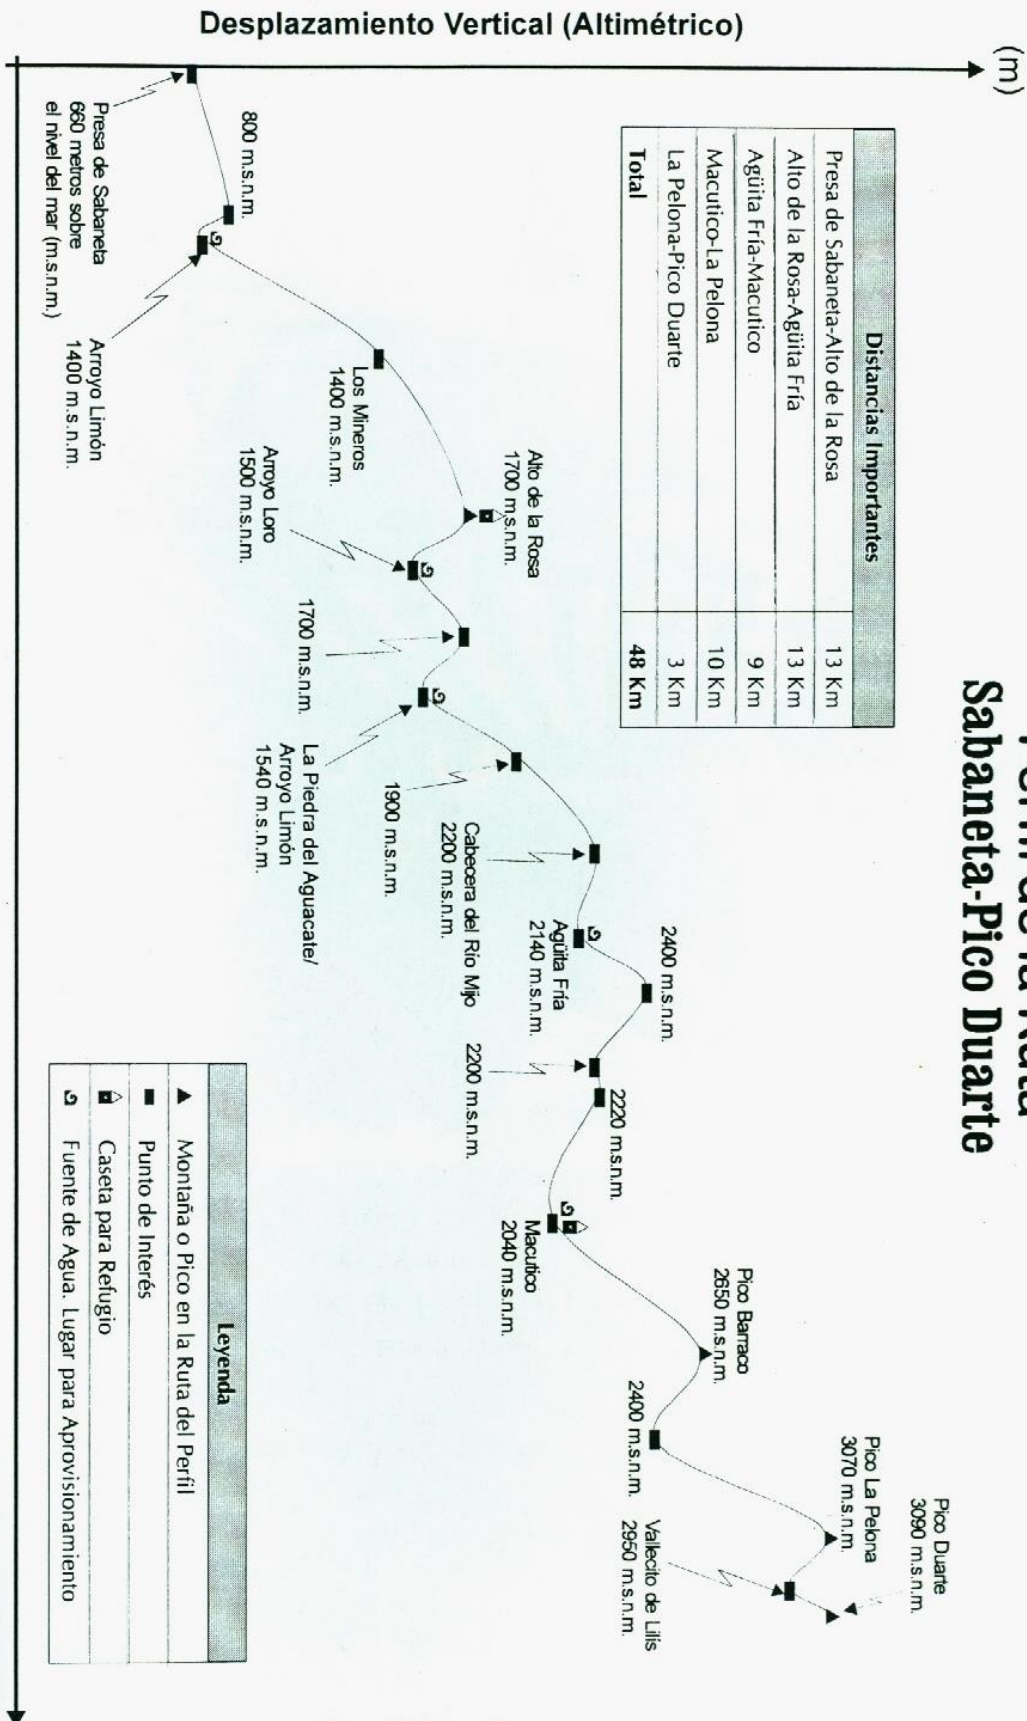 Perfil de la Ruta
Sabaneta-Pico Duarte
(m)
Desplazamiento Vertical (Altimétrico)
Distancias Importantes
Presa de Sabaneta-Alto de la Rosa 13 Km
Alto de la Rosa-Agüita Fría 13 Km
Agüita Fría-Macutico 9 Km
Macutico-La Pelona 10 Km
La Pelona-Pico Duarte 3 Km
Total 48 Km
Presa de Sabaneta
660 metros sobre
el nivel del mar (m.s.n.m.)
800 m.s.n.m.
Arroyo Limón
1400 m.s.n.m.
Los Mineros
1400 m.s.n.m.
Alto de la Rosa
1700 m.s.n.m.
Arroyo Loro
1500 m.s.n.m.
1700 m.s.n.m.
La Piedra del Aguacate/
Arroyo Limón
1540 m.s.n.m.
1900 m.s.n.m.
Cabecera del Río Mijo
2200 m.s.n.m.
Agüita Fría
2140 m.s.n.m.
2400 m.s.n.m.
2200 m.s.n.m.
2220 m.s.n.m.
Macutico
2040 m.s.n.m.
Pico Barraco
2650 m.s.n.m.
2400 m.s.n.m.
Pico La Pelona
3070 m.s.n.m.
Vallecito de Lilís
2950 m.s.n.m.
Pico Duarte
3090 m.s.n.m.
Leyenda
Montaña o Pico en la Ruta del Perfil
Punto de Interés
Caseta para Refugio
Fuente de Agua. Lugar para Aprovisionamiento